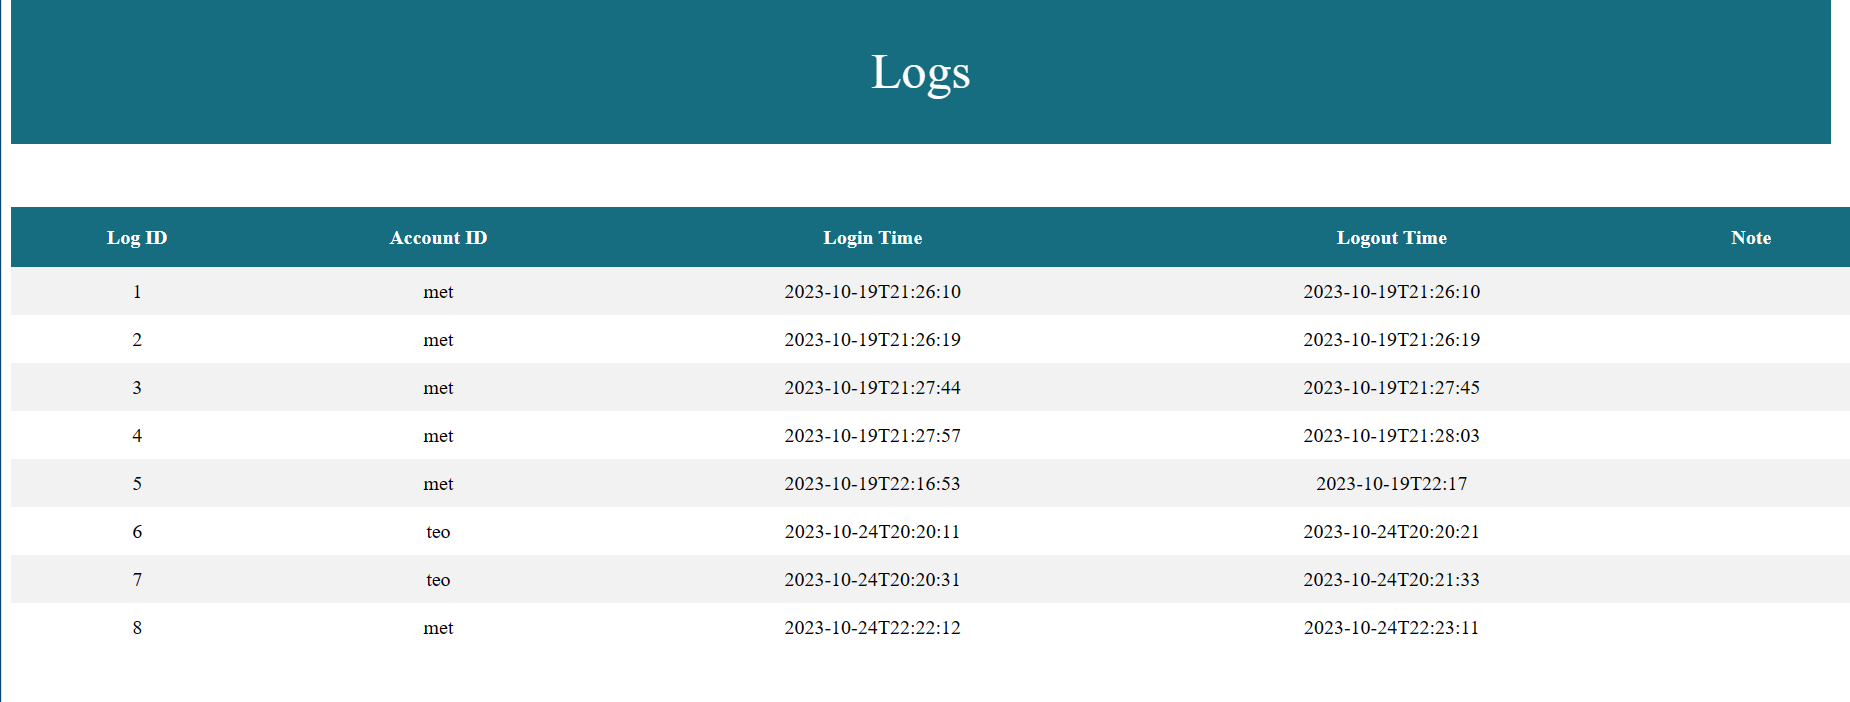 Logs
Log ID Account ID Login Time Logout Time Note
1 met 2023-10-19T21:26:10 2023-10-19T21:26:10
2 met 2023-10-19T21:26:19 2023-10-19T21:26:19
3 met 2023-10-19T21:27:44 2023-10-19T21:27:45
4 met 2023-10-19T21:27:57 2023-10-19T21:28:03
5 met 2023-10-19T22:16:53 2023-10-19T22:17
6 teo 2023-10-24T20:20:11 2023-10-24T20:20:21
7 teo 2023-10-24T20:20:31 2023-10-24T20:21:33
8 met 2023-10-24T22:22:12 2023-10-24T22:23:11